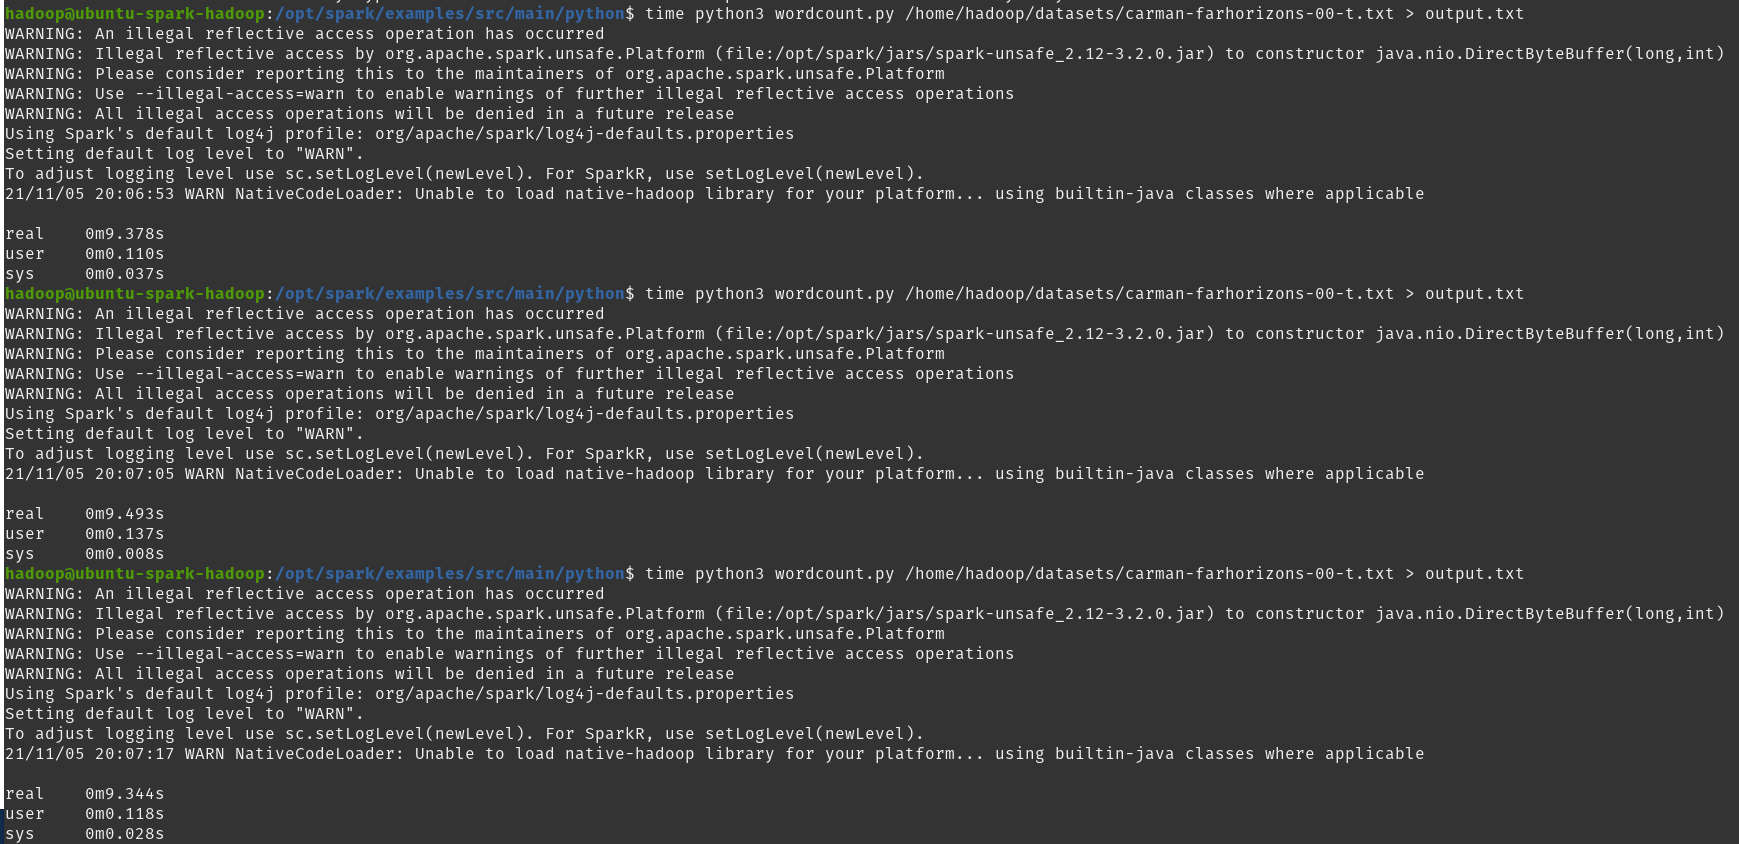 hadoop@ubuntu-spark-hadoop:/opt/spark/examples/src/main/python$ time python3 wordcount.py /home/hadoop/datasets/carman-farhorizons-00-t.txt > output.txt
WARNING: An illegal reflective access operation has occurred
WARNING: Illegal reflective access by org.apache.spark.unsafe.Platform (file:/opt/spark/jars/spark-unsafe_2.12-3.2.0.jar) to constructor java.nio.DirectByteBuffer(long,int)
WARNING: Please consider reporting this to the maintainers of org.apache.spark.unsafe.Platform
WARNING: Use --illegal-access=warn to enable warnings of further illegal reflective access operations
WARNING: All illegal access operations will be denied in a future release
Using Spark's default log4j profile: org/apache/spark/log4j-defaults.properties
Setting default log level to "WARN".
To adjust logging level use sc.setLogLevel(newLevel). For SparkR, use setLogLevel(newLevel).
21/11/05 20:06:53 WARN NativeCodeLoader: Unable to load native-hadoop library for your platform... using builtin-java classes where applicable

real    0m9.378s
user    0m0.110s
sys     0m0.037s
hadoop@ubuntu-spark-hadoop:/opt/spark/examples/src/main/python$ time python3 wordcount.py /home/hadoop/datasets/carman-farhorizons-00-t.txt > output.txt
WARNING: An illegal reflective access operation has occurred
WARNING: Illegal reflective access by org.apache.spark.unsafe.Platform (file:/opt/spark/jars/spark-unsafe_2.12-3.2.0.jar) to constructor java.nio.DirectByteBuffer(long,int)
WARNING: Please consider reporting this to the maintainers of org.apache.spark.unsafe.Platform
WARNING: Use --illegal-access=warn to enable warnings of further illegal reflective access operations
WARNING: All illegal access operations will be denied in a future release
Using Spark's default log4j profile: org/apache/spark/log4j-defaults.properties
Setting default log level to "WARN".
To adjust logging level use sc.setLogLevel(newLevel). For SparkR, use setLogLevel(newLevel).
21/11/05 20:07:05 WARN NativeCodeLoader: Unable to load native-hadoop library for your platform... using builtin-java classes where applicable

real    0m9.493s
user    0m0.137s
sys     0m0.008s
hadoop@ubuntu-spark-hadoop:/opt/spark/examples/src/main/python$ time python3 wordcount.py /home/hadoop/datasets/carman-farhorizons-00-t.txt > output.txt
WARNING: An illegal reflective access operation has occurred
WARNING: Illegal reflective access by org.apache.spark.unsafe.Platform (file:/opt/spark/jars/spark-unsafe_2.12-3.2.0.jar) to constructor java.nio.DirectByteBuffer(long,int)
WARNING: Please consider reporting this to the maintainers of org.apache.spark.unsafe.Platform
WARNING: Use --illegal-access=warn to enable warnings of further illegal reflective access operations
WARNING: All illegal access operations will be denied in a future release
Using Spark's default log4j profile: org/apache/spark/log4j-defaults.properties
Setting default log level to "WARN".
To adjust logging level use sc.setLogLevel(newLevel). For SparkR, use setLogLevel(newLevel).
21/11/05 20:07:17 WARN NativeCodeLoader: Unable to load native-hadoop library for your platform... using builtin-java classes where applicable

real    0m9.344s
user    0m0.118s
sys     0m0.028s